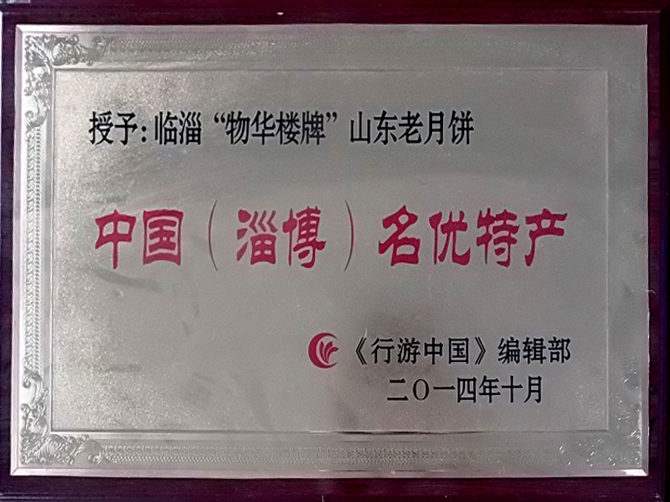 授予:临淄“物华楼牌”山东老月饼
中国(淄博)名优特产
《行游中国》编辑部
二〇一四年十月